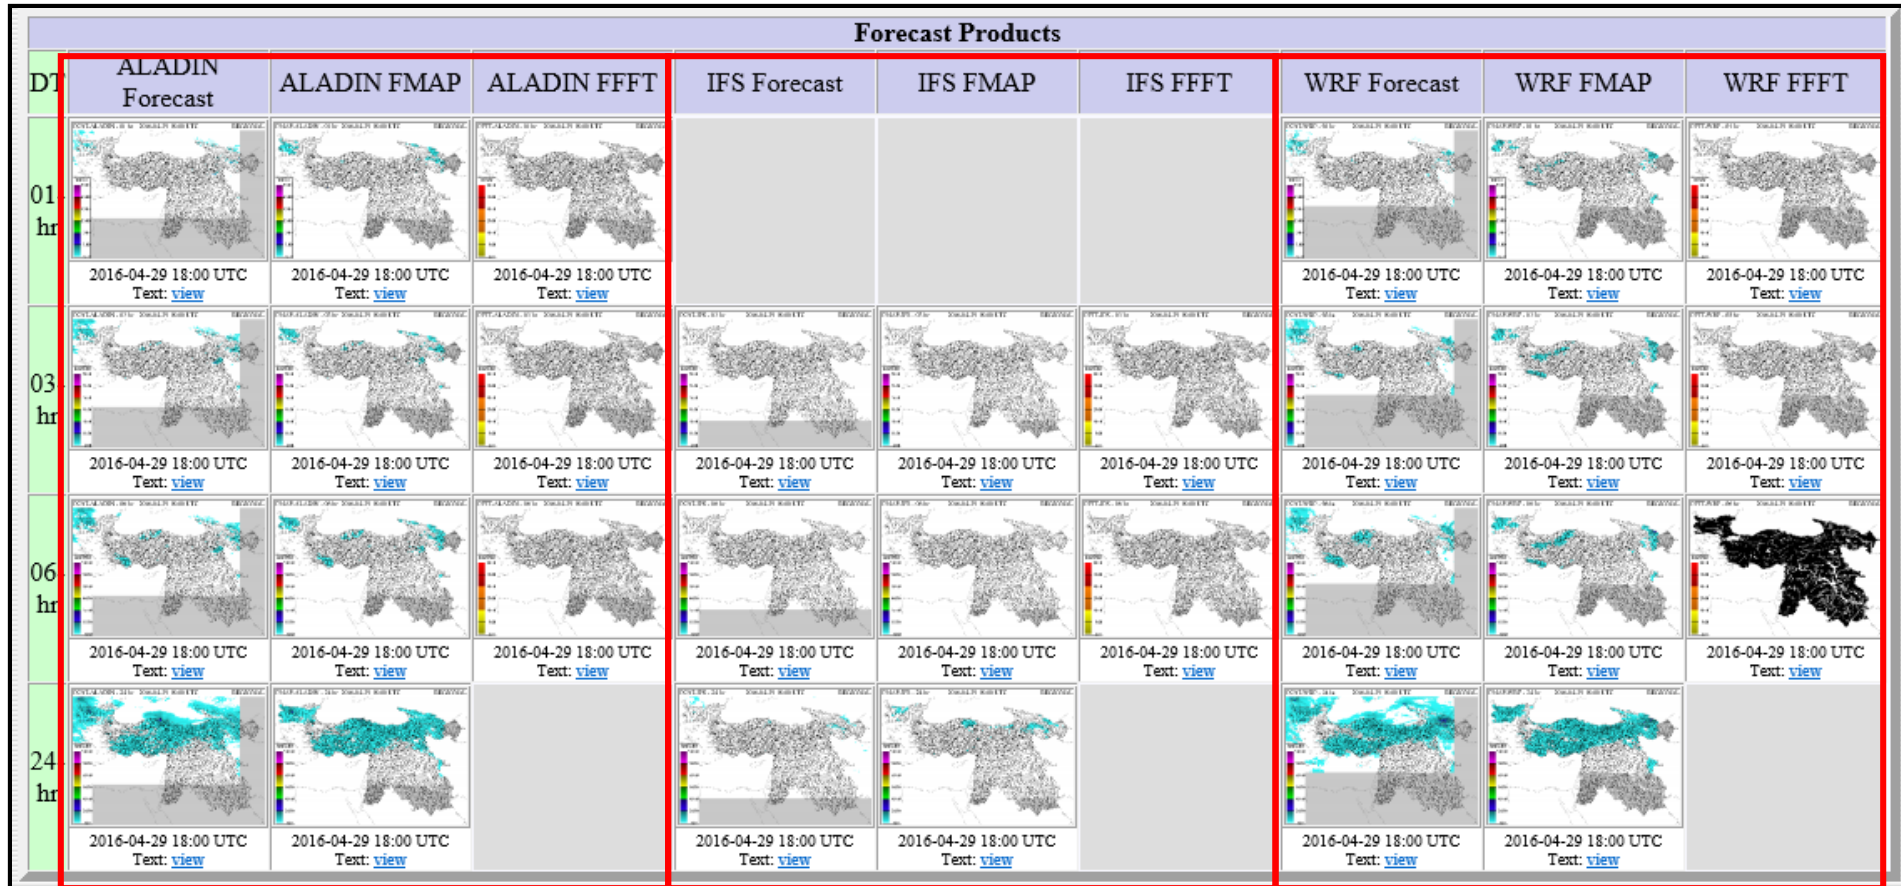 Forecast Products
DT
ALADIN
Forecast
ALADIN FMAP
ALADIN FFFT
IFS Forecast
IFS FMAP
IFS FFFT
WRF Forecast
WRF FMAP
WRF FFFT
01
hr
2016-04-29 18:00 UTC
Text: view
2016-04-29 18:00 UTC
Text: view
2016-04-29 18:00 UTC
Text: view
2016-04-29 18:00 UTC
Text: view
2016-04-29 18:00 UTC
Text: view
2016-04-29 18:00 UTC
Text: view
03
hr
2016-04-29 18:00 UTC
Text: view
2016-04-29 18:00 UTC
Text: view
2016-04-29 18:00 UTC
Text: view
2016-04-29 18:00 UTC
Text: view
2016-04-29 18:00 UTC
Text: view
2016-04-29 18:00 UTC
Text: view
2016-04-29 18:00 UTC
Text: view
2016-04-29 18:00 UTC
Text: view
2016-04-29 18:00 UTC
Text: view
06
hr
2016-04-29 18:00 UTC
Text: view
2016-04-29 18:00 UTC
Text: view
2016-04-29 18:00 UTC
Text: view
2016-04-29 18:00 UTC
Text: view
2016-04-29 18:00 UTC
Text: view
2016-04-29 18:00 UTC
Text: view
2016-04-29 18:00 UTC
Text: view
2016-04-29 18:00 UTC
Text: view
2016-04-29 18:00 UTC
Text: view
24
hr
2016-04-29 18:00 UTC
Text: view
2016-04-29 18:00 UTC
Text: view
2016-04-29 18:00 UTC
Text: view
2016-04-29 18:00 UTC
Text: view
2016-04-29 18:00 UTC
Text: view
2016-04-29 18:00 UTC
Text: view